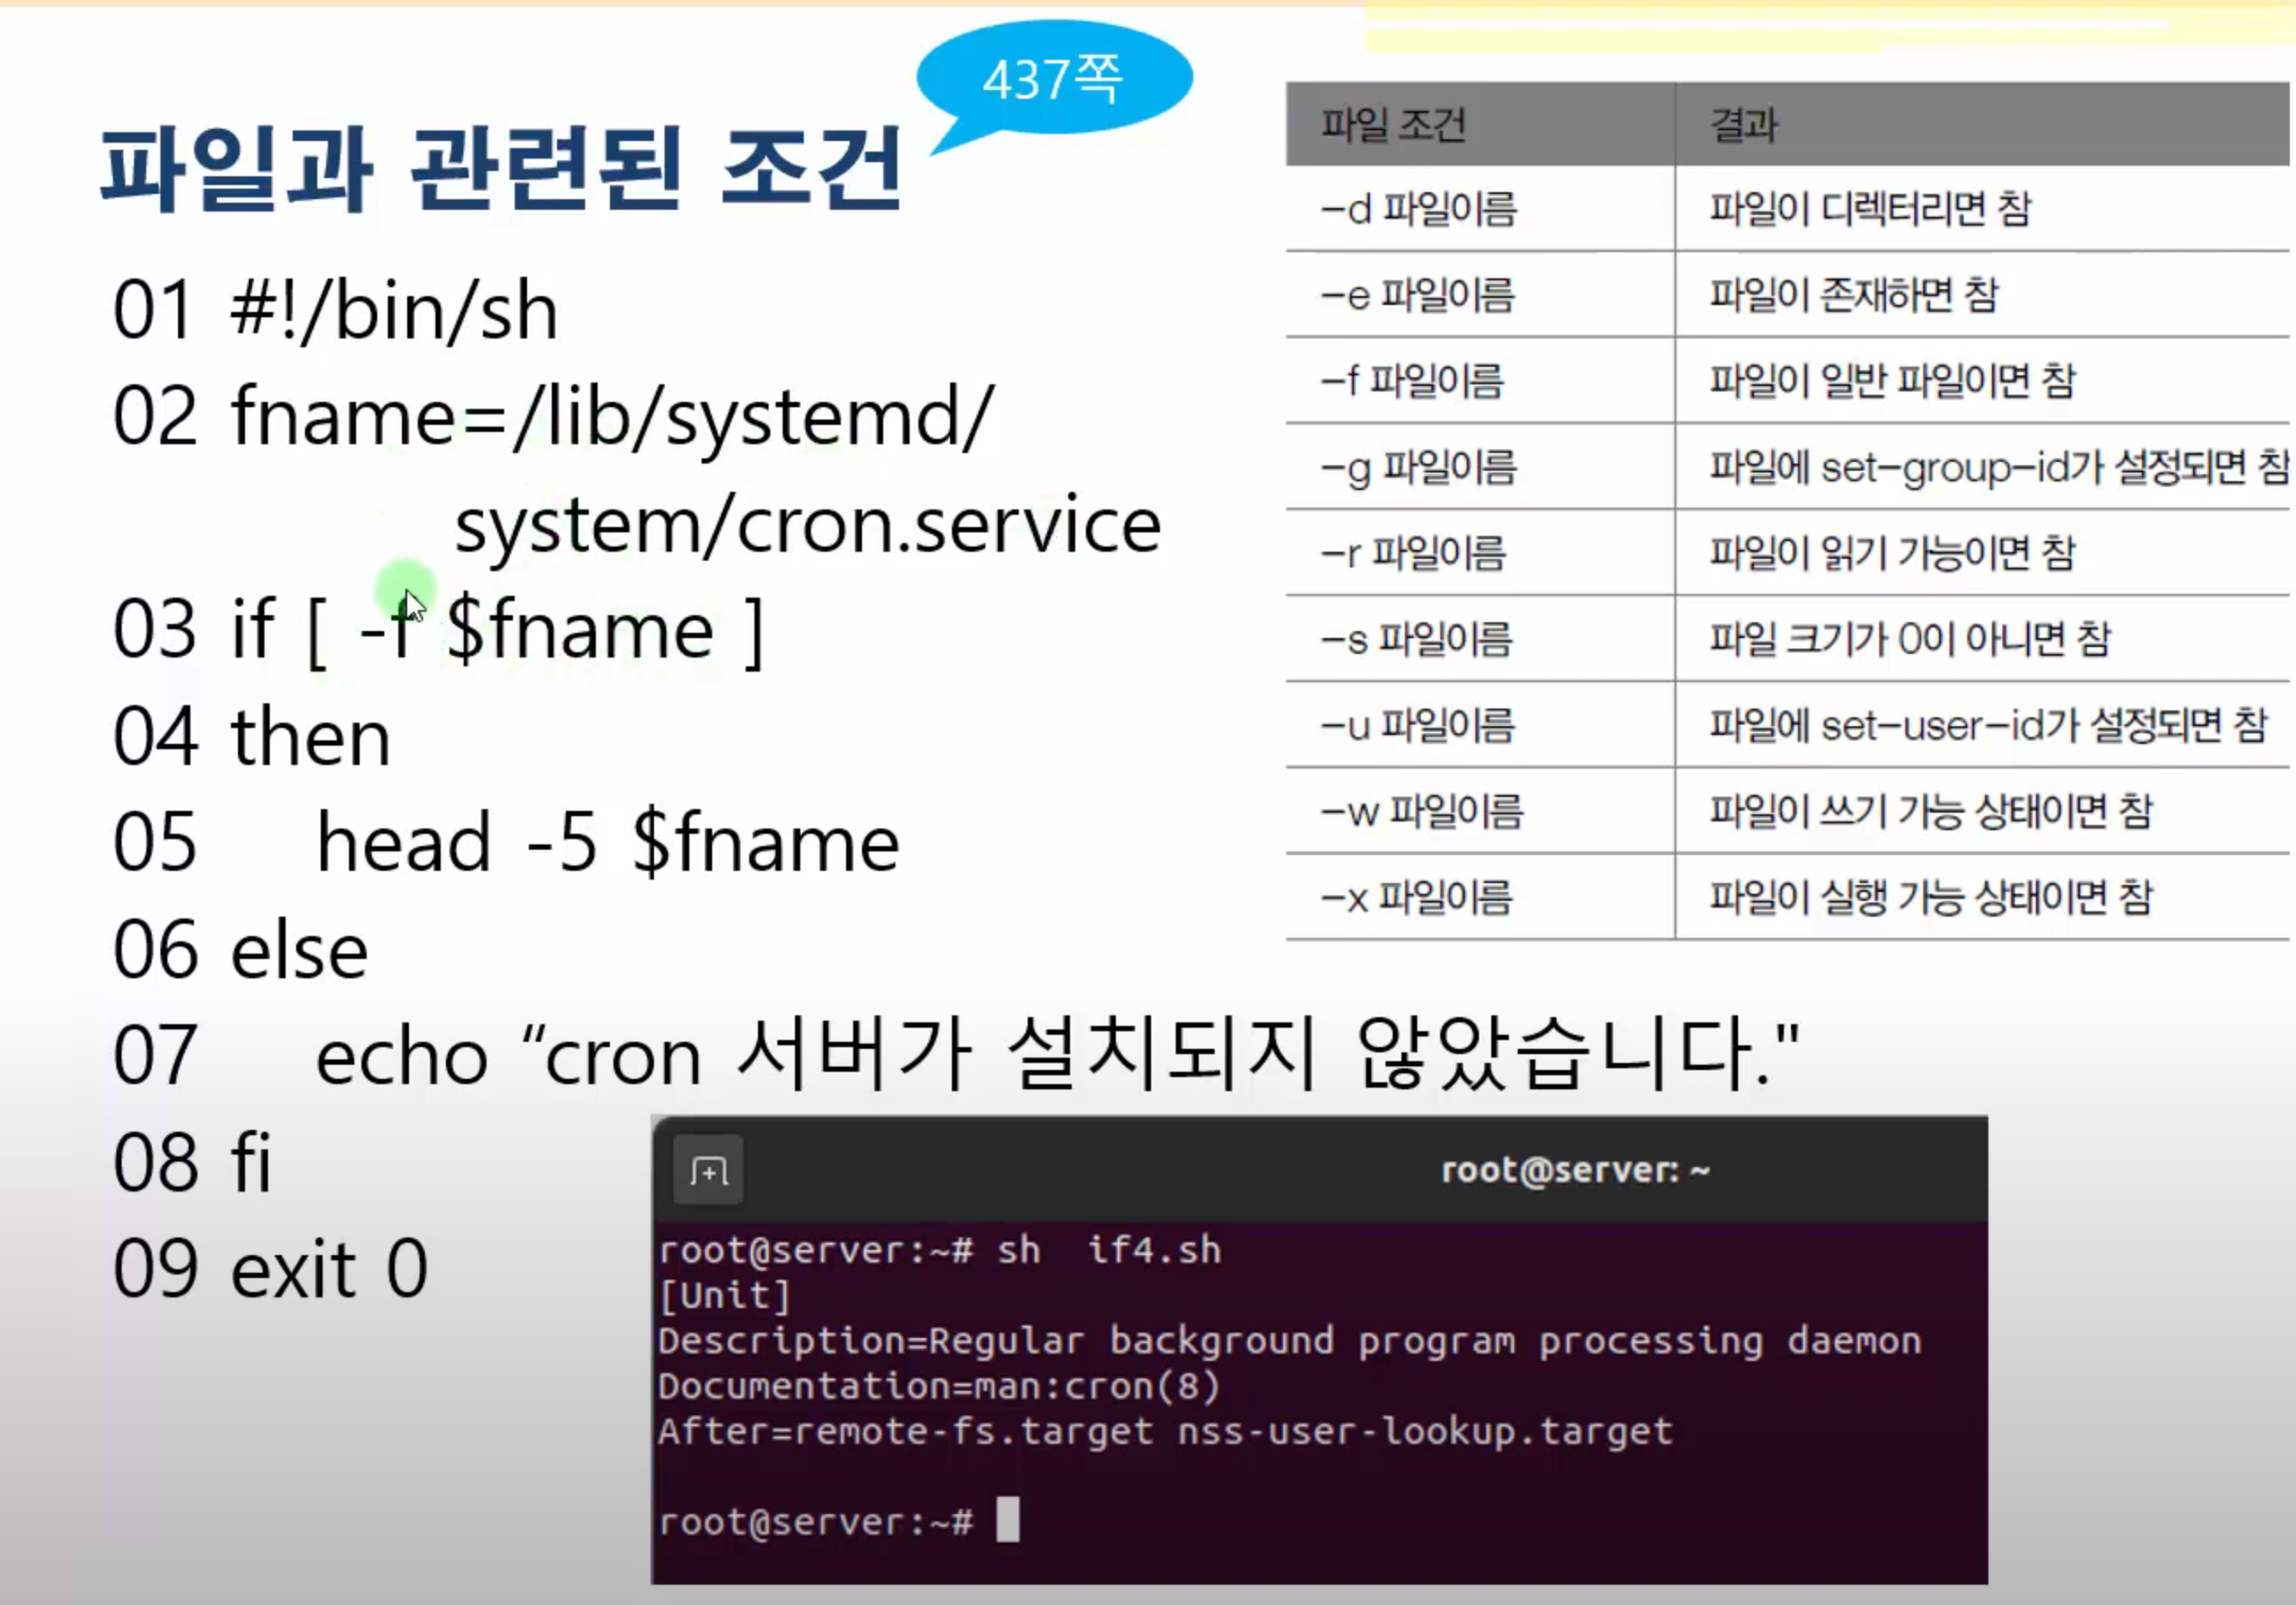 437쪽
파일과 관련된 조건
01 #!/bin/sh
02 fname=/lib/systemd/
system/cron.service
03 if [ -f $fname ]
04 then
05 head -5 $fname
06 else
07 echo “cron 서버가 설치되지 않았습니다."
08 fi
09 exit 0
파일 조건 결과
–d 파일이름 파일이 디렉터리면 참
–e 파일이름 파일이 존재하면 참
–f 파일이름 파일이 일반 파일이면 참
–g 파일이름 파일에 set–group–id가 설정되면 참
–r 파일이름 파일이 읽기 가능이면 참
–s 파일이름 파일 크기가 0이 아니면 참
–u 파일이름 파일에 set–user–id가 설정되면 참
–w 파일이름 파일이 쓰기 가능 상태이면 참
–x 파일이름 파일이 실행 가능 상태이면 참
root@server: ~
root@server:~# sh  if4.sh
[Unit]
Description=Regular background program processing daemon
Documentation=man:cron(8)
After=remote-fs.target nss-user-lookup.target
root@server:~#